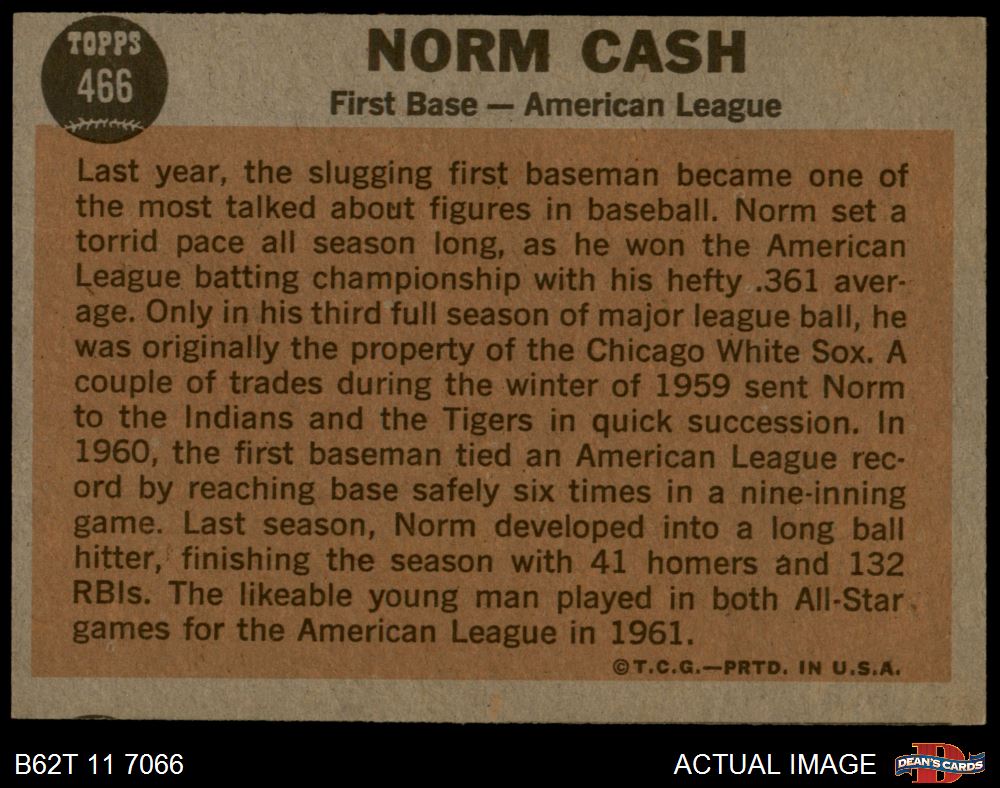 TOPPS
466
NORM CASH
First Base — American League
Last year, the slugging first baseman became one of
the most talked about figures in baseball. Norm set a
torrid pace all season long, as he won the American
League batting championship with his hefty .361 aver-
age. Only in his third full season of major league ball, he
was originally the property of the Chicago White Sox. A
couple of trades during the winter of 1959 sent Norm
to the Indians and the Tigers in quick succession. In
1960, the first baseman tied an American League rec-
ord by reaching base safely six times in a nine-inning
game. Last season, Norm developed into a long ball
hitter, finishing the season with 41 homers and 132
RBIs. The likeable young man played in both All-Star
games for the American League in 1961.
©T.C.G.—PRTD. IN U.S.A.
B62T 11 7066
ACTUAL IMAGE
D
DEAN'S CARDS